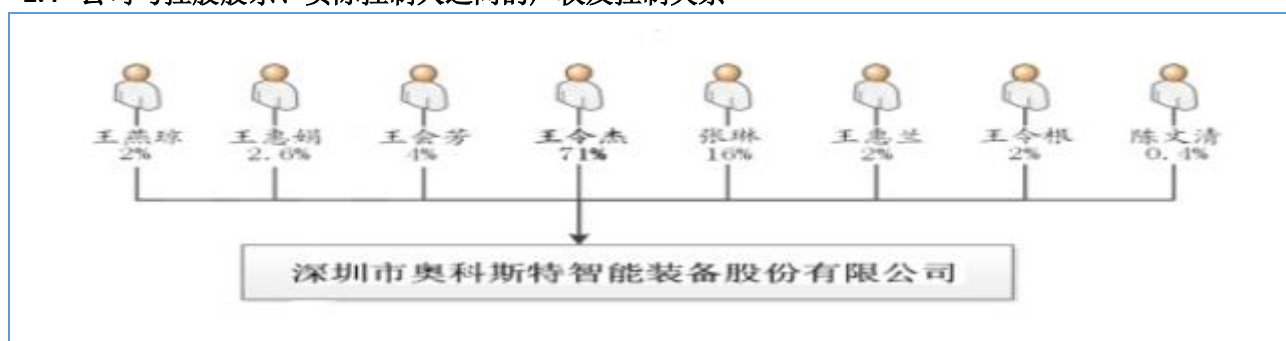 王燕琼 王惠娟 王会芳 王令杰 张琳 王惠兰 王令根 陈文清
2% 2.6% 4% 71% 16% 2% 2% 0.4%
深圳市奥科斯特智能装备股份有限公司